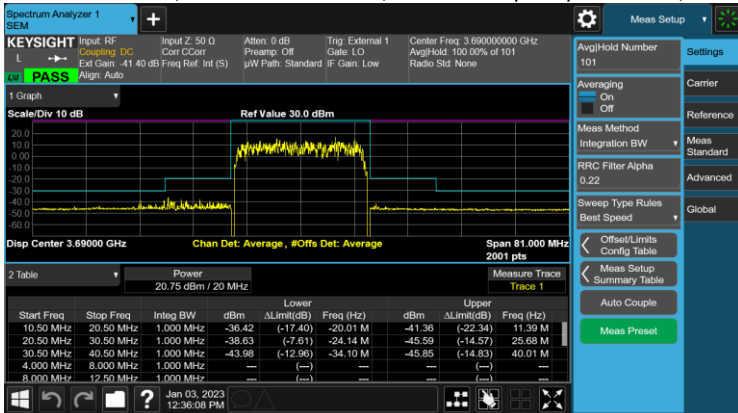 Spectrum Analyzer 1
SEM
Meas Setup
KEYSIGHT
L
LXI PASS
Input: RF
Coupling: DC
Ext Gain: -41.40 dB
Align: Auto
Input Z: 50 Ω
Corr CCorr
Freq Ref: Int (S)
Atten: 0 dB
Preamp: Off
µW Path: Standard
Trig: External 1
Gate: LO
IF Gain: Low
Center Freq: 3.690000000 GHz
Avg|Hold: 100.00% of 101
Radio Std: None
1 Graph
Scale/Div 10 dB
Ref Value 30.0 dBm
20.0
10.0
0.00
-10.0
-20.0
-30.0
-40.0
-50.0
-60.0
Disp Center 3.69000 GHz
Chan Det: Average , #Offs Det: Average
Span 81.000 MHz
2001 pts
2 Table
Power
20.75 dBm / 20 MHz
Measure Trace
Trace 1
Lower Upper
Start Freq Stop Freq Integ BW dBm ΔLimit(dB) Freq (Hz) dBm ΔLimit(dB) Freq (Hz)
10.50 MHz 20.50 MHz 1.000 MHz -36.42 (-17.40) -20.01 M -41.36 (-22.34) 11.39 M
20.50 MHz 30.50 MHz 1.000 MHz -38.63 (-7.61) -24.14 M -45.59 (-14.57) 25.68 M
30.50 MHz 40.50 MHz 1.000 MHz -43.98 (-12.96) -34.10 M -45.85 (-14.83) 40.01 M
4.000 MHz 8.000 MHz 1.000 MHz --- (---) --- (---)
8.000 MHz 12.50 MHz 1.000 MHz --- (---) --- (---)
?
Jan 03, 2023
12:36:08 PM
Avg|Hold Number
101
Averaging
On
Off
Meas Method
Integration BW
RRC Filter Alpha
0.22
Sweep Type Rules
Best Speed
Offset/Limits
Config Table
Meas Setup
Summary Table
Auto Couple
Meas Preset
Settings
Carrier
Reference
Meas
Standard
Advanced
Global